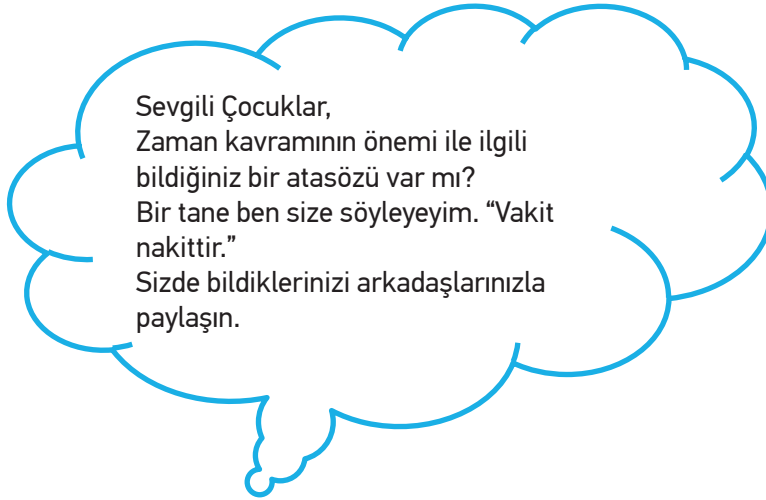 Sevgili Çocuklar,
Zaman kavramının önemi ile ilgili
bildiğiniz bir atasözü var mı?
Bir tane ben size söyleyeyim. “Vakit
nakittir.”
Sizde bildiklerinizi arkadaşlarınızla
paylaşın.